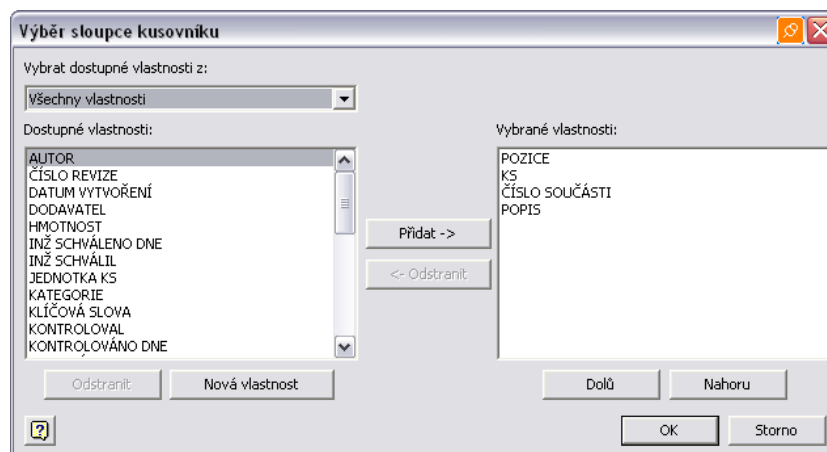 Výběr sloupce kusovníku
Vybrat dostupné vlastnosti z:
Všechny vlastnosti
Dostupné vlastnosti:
AUTOR
ČÍSLO REVIZE
DATUM VYTVOŘENÍ
DODAVATEL
HMOTNOST
INŽ SCHVÁLENO DNE
INŽ SCHVÁLIL
JEDNOTKA KS
KATEGORIE
KLÍČOVÁ SLOVA
KONTROLOVAL
KONTROLOVÁNO DNE
Přidat ->
<- Odstranit
Vybrané vlastnosti:
POZICE
KS
ČÍSLO SOUČÁSTI
POPIS
Odstranit
Nová vlastnost
Dolů
Nahoru
OK
Storno